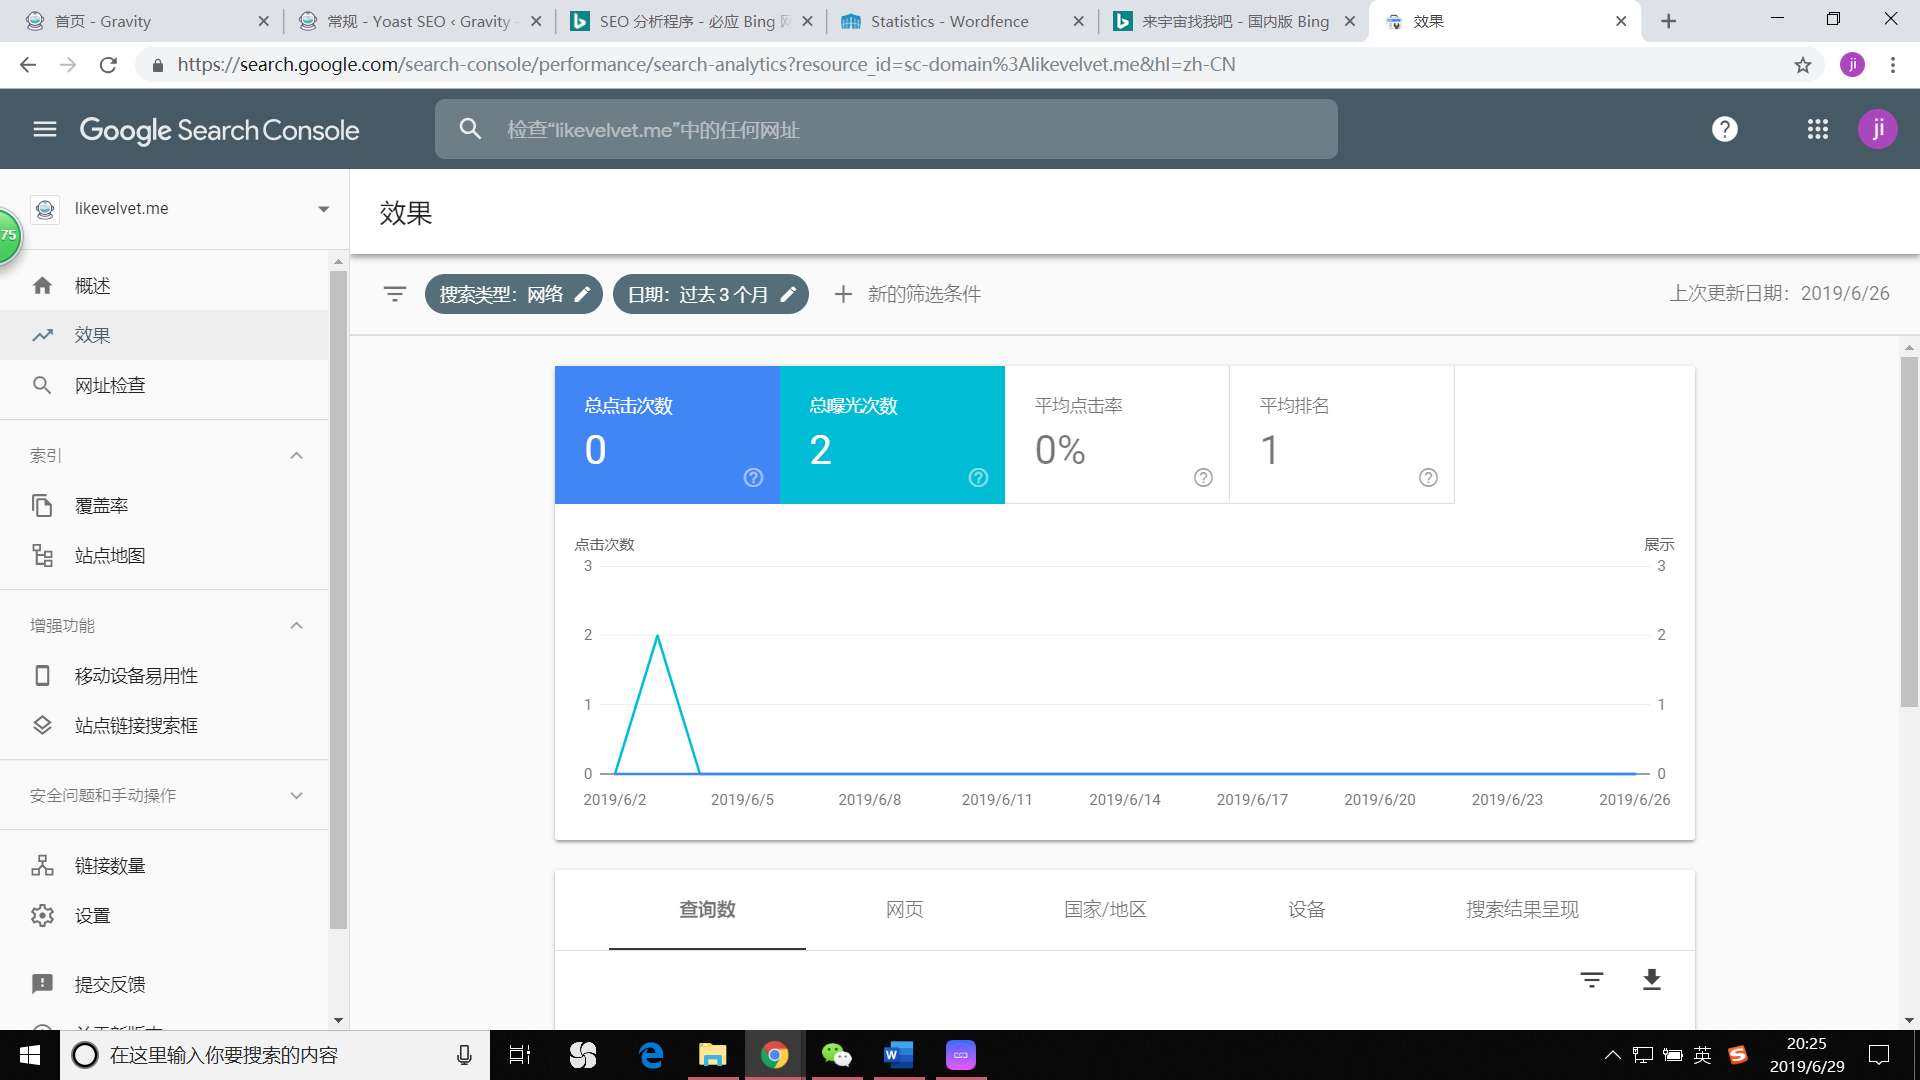 首页 - Gravity
常规 - Yoast SEO ‹ Gravity -
SEO 分析程序 - 必应 Bing 网
Statistics - Wordfence
来宇宙找我吧 - 国内版 Bing
效果
https://search.google.com/search-console/performance/search-analytics?resource_id=sc-domain%3Alikevelvet.me&hl=zh-CN
ji
Google Search Console
检查“likevelvet.me”中的任何网址
ji
likevelvet.me
75
效果
概述
效果
网址检查
索引
覆盖率
站点地图
增强功能
移动设备易用性
站点链接搜索框
安全问题和手动操作
链接数量
设置
提交反馈
搜索类型：网络
日期：过去 3 个月
新的筛选条件
上次更新日期：2019/6/26
总点击次数
0
总曝光次数
2
平均点击率
0%
平均排名
1
点击次数
展示
3
3
2
2
1
1
0
0
2019/6/2
2019/6/5
2019/6/8
2019/6/11
2019/6/14
2019/6/17
2019/6/20
2019/6/23
2019/6/26
查询数
网页
国家/地区
设备
搜索结果呈现
在这里输入你要搜索的内容
英
20:25
2019/6/29